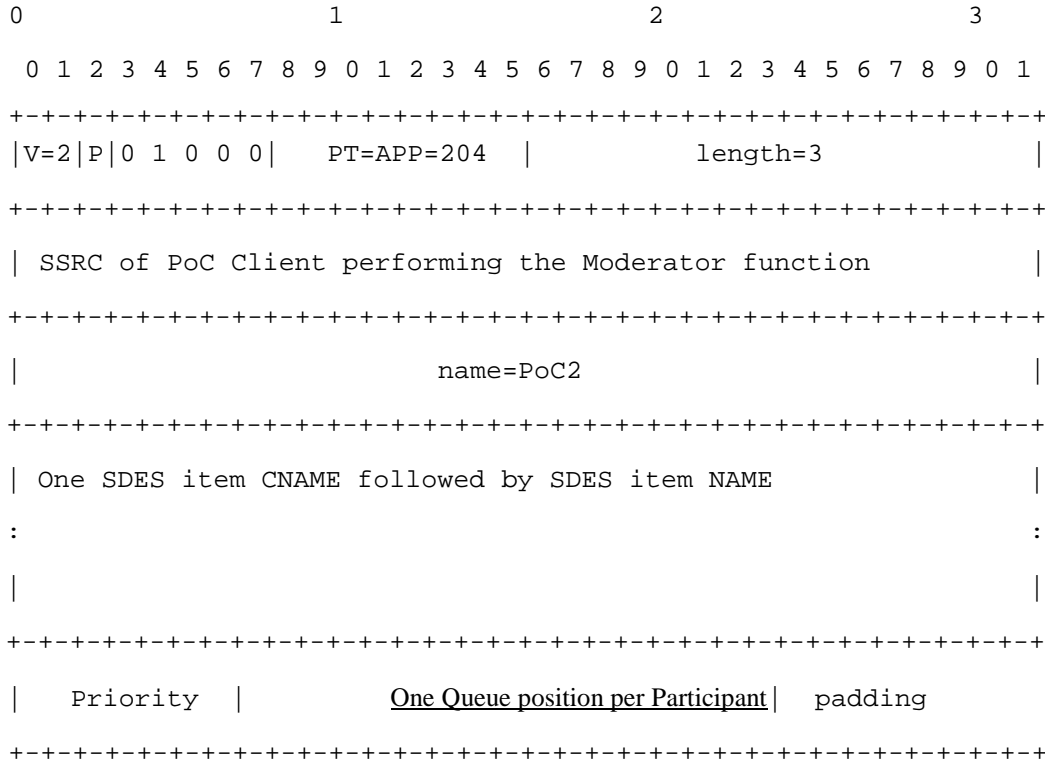 0 1 2 3
0 1 2 3 4 5 6 7 8 9 0 1 2 3 4 5 6 7 8 9 0 1 2 3 4 5 6 7 8 9 0 1
+-+-+-+-+-+-+-+-+-+-+-+-+-+-+-+-+-+-+-+-+-+-+-+-+-+-+-+-+-+-+-+-+
|V=2|P|0 1 0 0 0| PT=APP=204 | length=3 |
+-+-+-+-+-+-+-+-+-+-+-+-+-+-+-+-+-+-+-+-+-+-+-+-+-+-+-+-+-+-+-+-+
| SSRC of PoC Client performing the Moderator function |
+-+-+-+-+-+-+-+-+-+-+-+-+-+-+-+-+-+-+-+-+-+-+-+-+-+-+-+-+-+-+-+-+
| name=PoC2 |
+-+-+-+-+-+-+-+-+-+-+-+-+-+-+-+-+-+-+-+-+-+-+-+-+-+-+-+-+-+-+-+-+
| One SDES item CNAME followed by SDES item NAME |
: :
| |
+-+-+-+-+-+-+-+-+-+-+-+-+-+-+-+-+-+-+-+-+-+-+-+-+-+-+-+-+-+-+-+-+
| Priority | One Queue position per Participant| padding
+-+-+-+-+-+-+-+-+-+-+-+-+-+-+-+-+-+-+-+-+-+-+-+-+-+-+-+-+-+-+-+-+